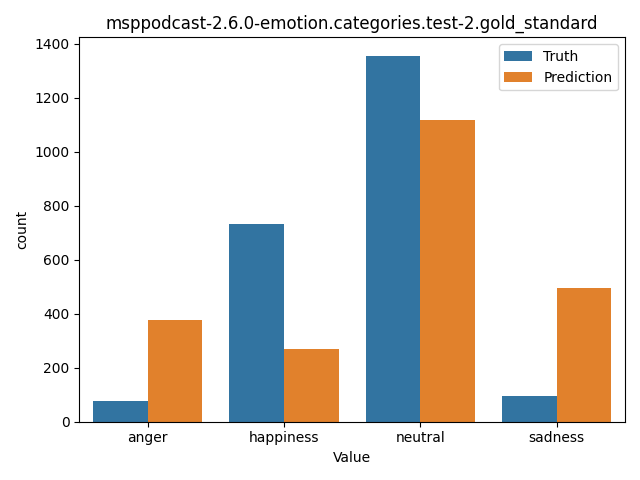 msppodcast-2.6.0-emotion.categories.test-2.gold_standard
Truth
Prediction
1400
1200
1000
800
600
400
200
0
count
anger happiness neutral sadness
Value